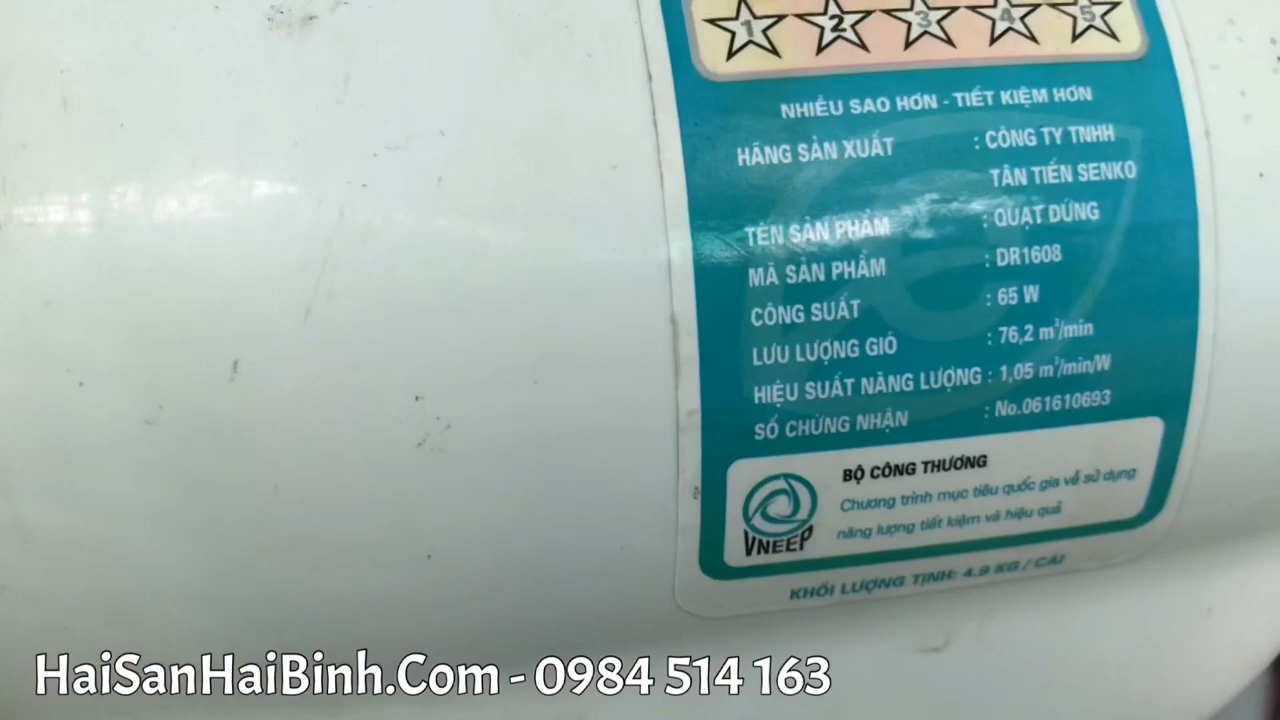 1 2 3 4 5
NHIỀU SAO HƠN - TIẾT KIỆM HƠN
HÃNG SẢN XUẤT : CÔNG TY TNHH
TÂN TIẾN SENKO
TÊN SẢN PHẨM : QUẠT ĐỨNG
MÃ SẢN PHẨM : DR1608
CÔNG SUẤT : 65 W
LƯU LƯỢNG GIÓ : 76,2 m³/min
HIỆU SUẤT NĂNG LƯỢNG : 1,05 m³/min/W
SỐ CHỨNG NHẬN : No.061610693
BỘ CÔNG THƯƠNG
Chương trình mục tiêu quốc gia về sử dụng
năng lượng tiết kiệm và hiệu quả
VNEEP
KHỐI LƯỢNG TỊNH: 4.9 KG / CÁI
HaiSanHaiBinh.Com - 0984 514 163